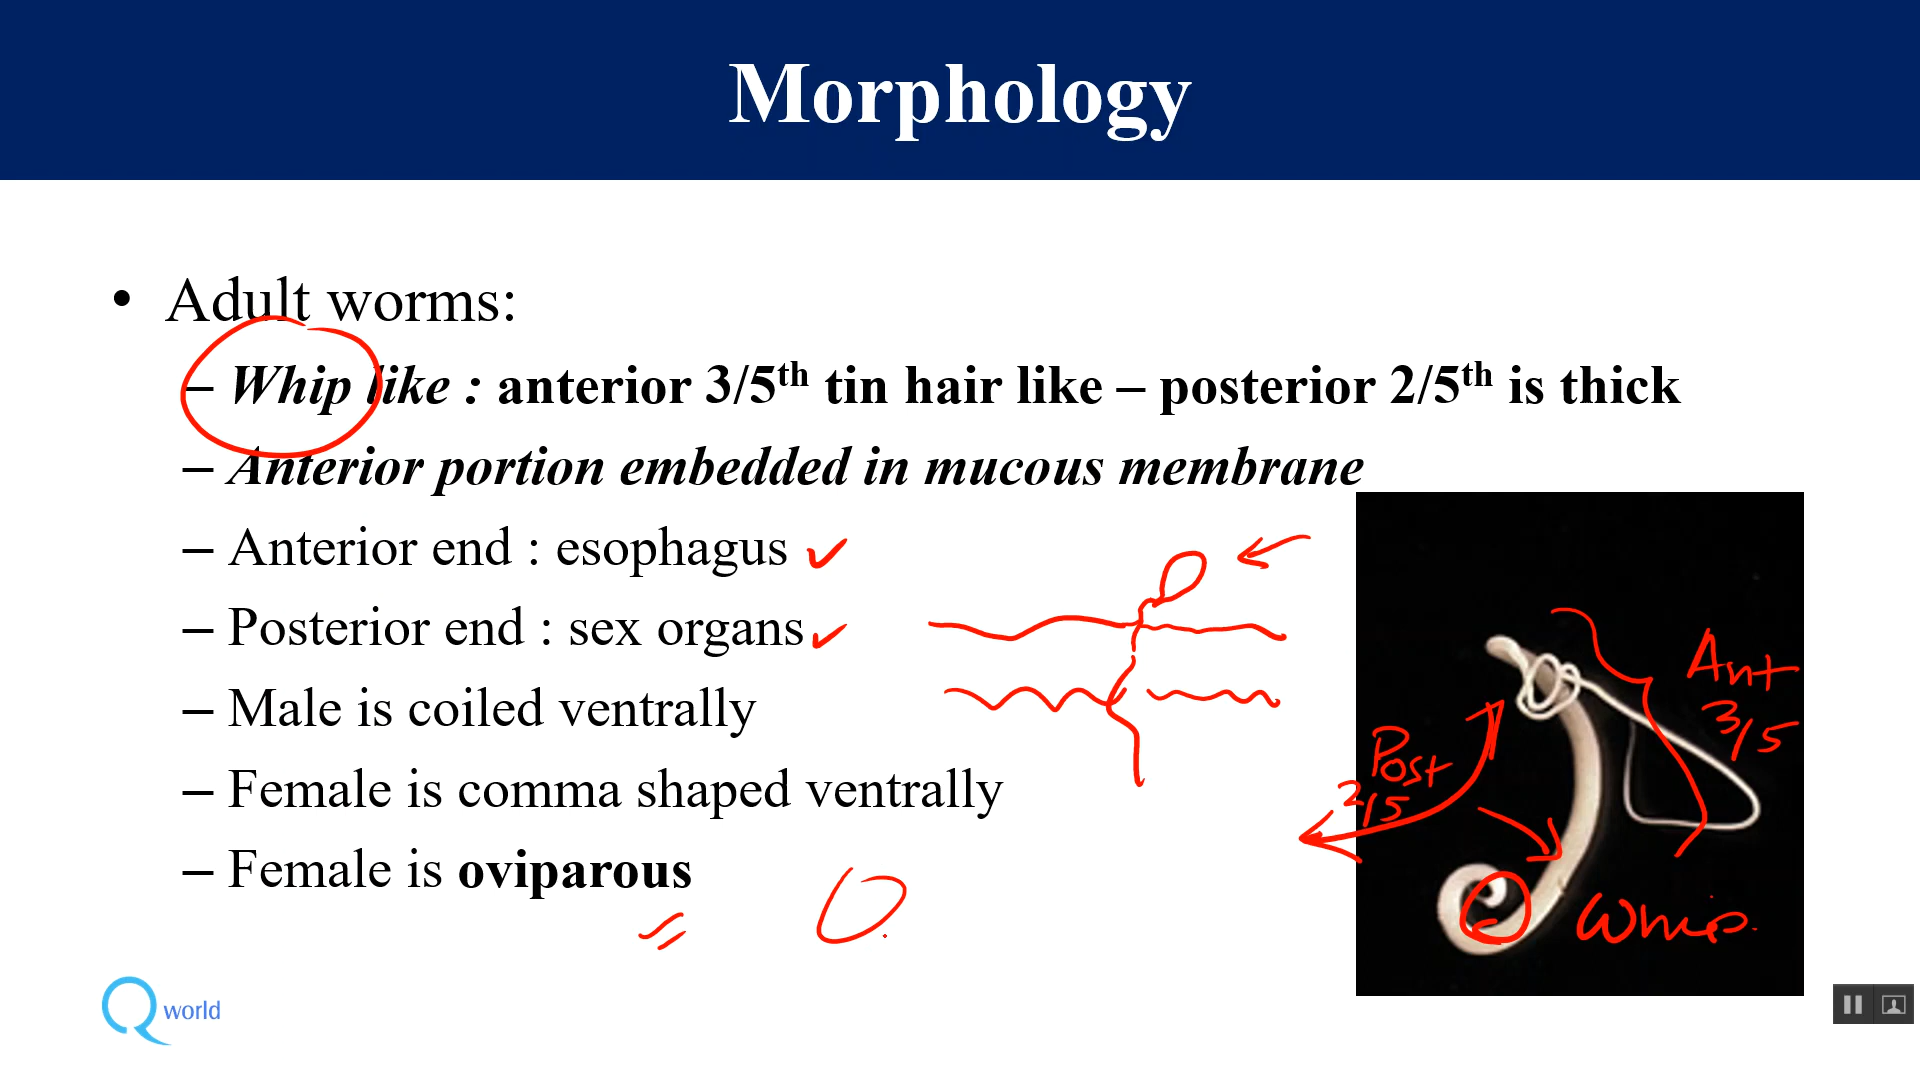 Morphology
• Adult worms:
– Whip like : anterior 3/5th tin hair like – posterior 2/5th is thick
– Anterior portion embedded in mucous membrane
– Anterior end : esophagus
– Posterior end : sex organs
– Male is coiled ventrally
– Female is comma shaped ventrally
– Female is oviparous
Ant
3/5
Post
2/5
Whip.
Q world